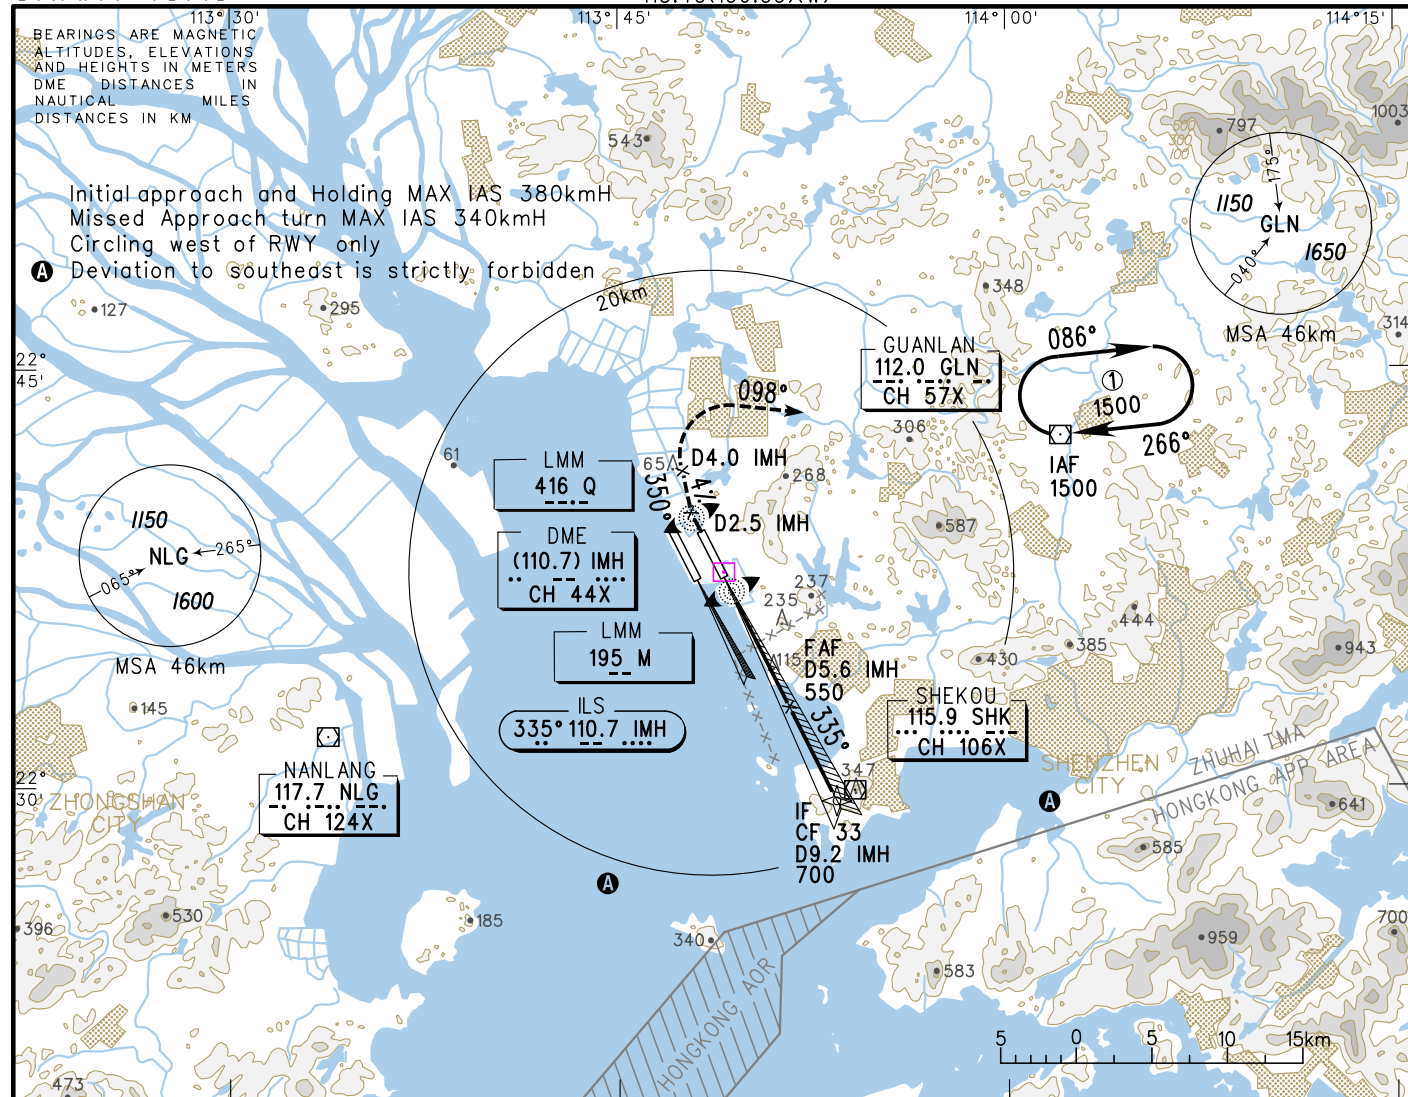 113°30'
113°45'
114°00'
114°15'
BEARINGS ARE MAGNETIC
ALTITUDES, ELEVATIONS
AND HEIGHTS IN METERS
DME DISTANCES IN
NAUTICAL MILES
DISTANCES IN KM
Initial approach and Holding MAX IAS 380kmH
Missed Approach turn MAX IAS 340kmH
Circling west of RWY only
A Deviation to southeast is strictly forbidden
543
797
1003
175°
1150
GLN
1650
040°
MSA 46km
314
127
295
20km
348
22°
45'
GUANLAN
112.0 GLN
CH 57X
086°
1
1500
266°
IAF
1500
098°
306
61
LMM
416 Q
65
D4.0 IMH
4%
350°
268
D2.5 IMH
587
1150
NLG
265°
065°
1600
MSA 46km
DME
(110.7) IMH
CH 44X
237
235
444
LMM
195 M
115
FAF
D5.6 IMH
550
430
385
943
145
ILS
335° 110.7 IMH
335°
SHEKOU
115.9 SHK
CH 106X
NANLANG
117.7 NLG
CH 124X
22°
30'
ZHONGSHAN
CITY
347
SHENZHEN
CITY
ZHUHAI TMA
HONGKONG APP AREA
A
641
IF
CF 33
D9.2 IMH
700
585
A
530
396
185
340
959
700
583
HONGKONG AOR
473
5 0 5 10 15km